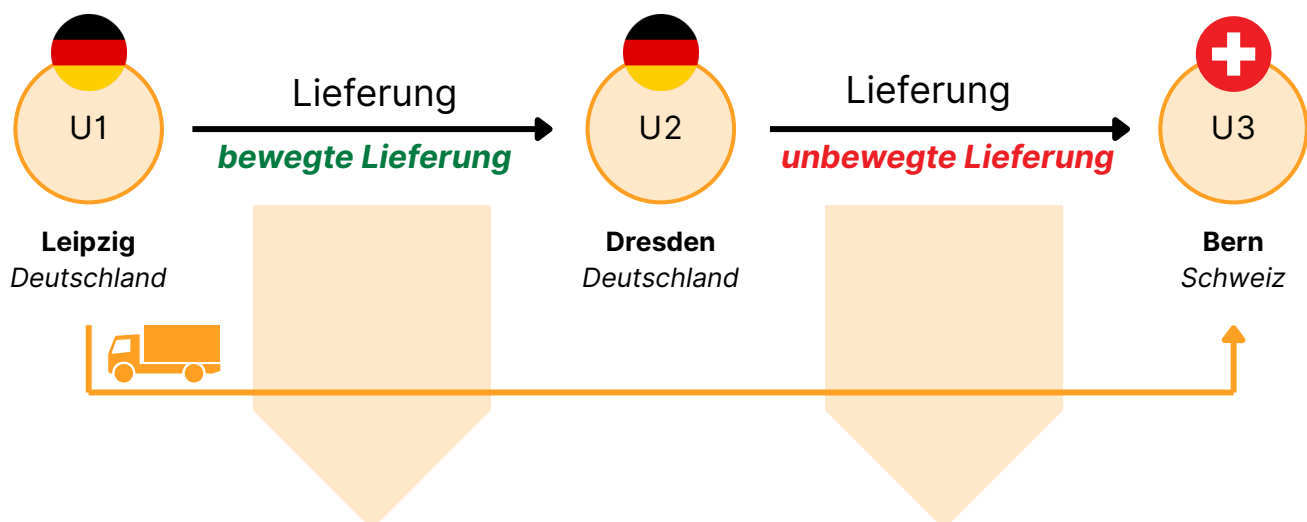 Lieferung
Lieferung
U1
U2
U3
bewegte Lieferung
unbewegte Lieferung
Leipzig
Deutschland
Dresden
Deutschland
Bern
Schweiz